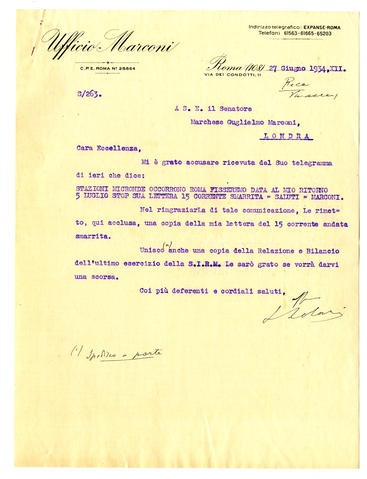 Indirizzo telegrafico: EXPANSE-ROMA
Telefoni 61563-61665-65203
Ufficio Marconi
C.P.E. ROMA Nº 25864
Roma (108) 27 Giugno 1934, XII.
VIA DEI CONDOTTI, 11
S/263.
A S. E. il Senatore
Marchese Guglielmo Marconi,
LONDRA
Cara Eccellenza,
Mi è grato accusare ricevuta del Suo telegramma
di ieri che dice:
STAZIONI MICRONDE OCCORRONO ROMA FISSEREMO DATA AL MIO RITORNO
5 LUGLIO STOP SUA LETTERA 15 CORRENTE SMARRITA = SALUTI = MARCONI.
Nel ringraziarLa di tale comunicazione, Le rimet-
to, qui acclusa, una copia della mia lettera del 15 corrente andata
smarrita.
Unisco (·) anche una copia della Relazione e Bilancio
dell'ultimo esercizio della S.I.R.M. Le sarò grato se vorrà darvi
una scorsa.
Coi più deferenti e cordiali saluti,
L Solari
(·) Spedisco a parte